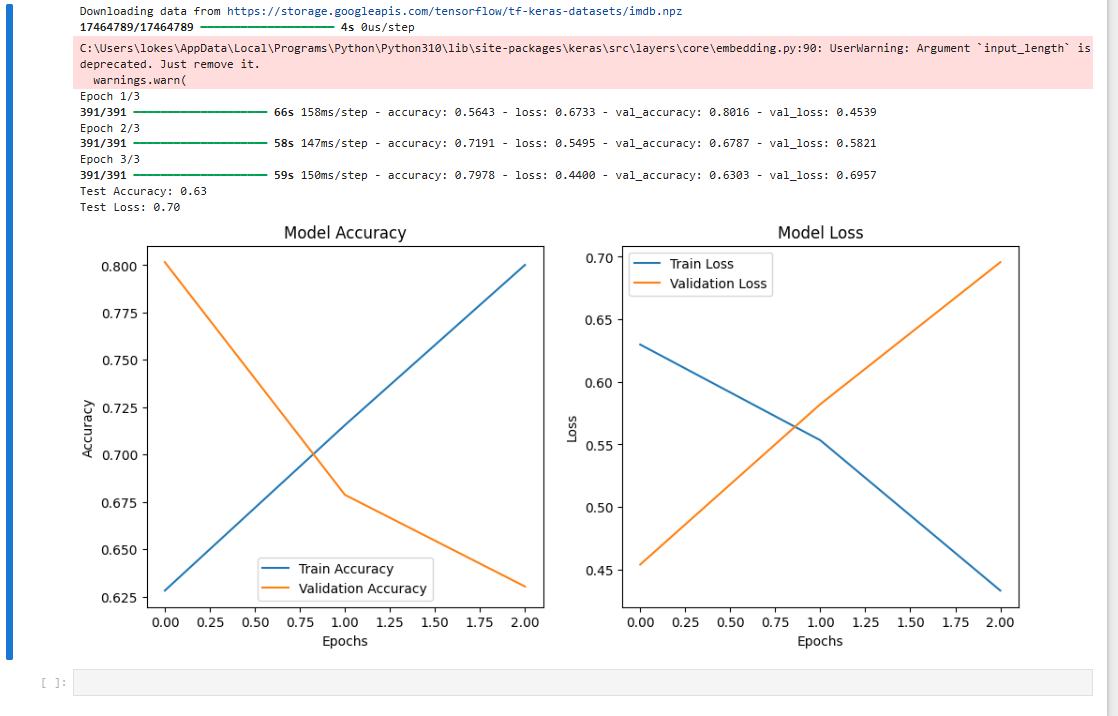 Downloading data from https://storage.googleapis.com/tensorflow/tf-keras-datasets/imdb.npz
17464789/17464789 ━━━━━━━━━━━━━━━━━━━━ 4s 0us/step
C:\Users\lokes\AppData\Local\Programs\Python\Python310\lib\site-packages\keras\src\layers\core\embedding.py:90: UserWarning: Argument `input_length` is
deprecated. Just remove it.
warnings.warn(
Epoch 1/3
391/391 ━━━━━━━━━━━━━━━━━━━━ 66s 158ms/step - accuracy: 0.5643 - loss: 0.6733 - val_accuracy: 0.8016 - val_loss: 0.4539
Epoch 2/3
391/391 ━━━━━━━━━━━━━━━━━━━━ 58s 147ms/step - accuracy: 0.7191 - loss: 0.5495 - val_accuracy: 0.6787 - val_loss: 0.5821
Epoch 3/3
391/391 ━━━━━━━━━━━━━━━━━━━━ 59s 150ms/step - accuracy: 0.7978 - loss: 0.4400 - val_accuracy: 0.6303 - val_loss: 0.6957
Test Accuracy: 0.63
Test Loss: 0.70
Model Accuracy
0.800
0.775
0.750
0.725
0.700
0.675
0.650
0.625
Accuracy
Train Accuracy
Validation Accuracy
0.00 0.25 0.50 0.75 1.00 1.25 1.50 1.75 2.00
Epochs
Model Loss
Train Loss
Validation Loss
0.70
0.65
0.60
0.55
0.50
0.45
Loss
0.00 0.25 0.50 0.75 1.00 1.25 1.50 1.75 2.00
Epochs
[ ]: